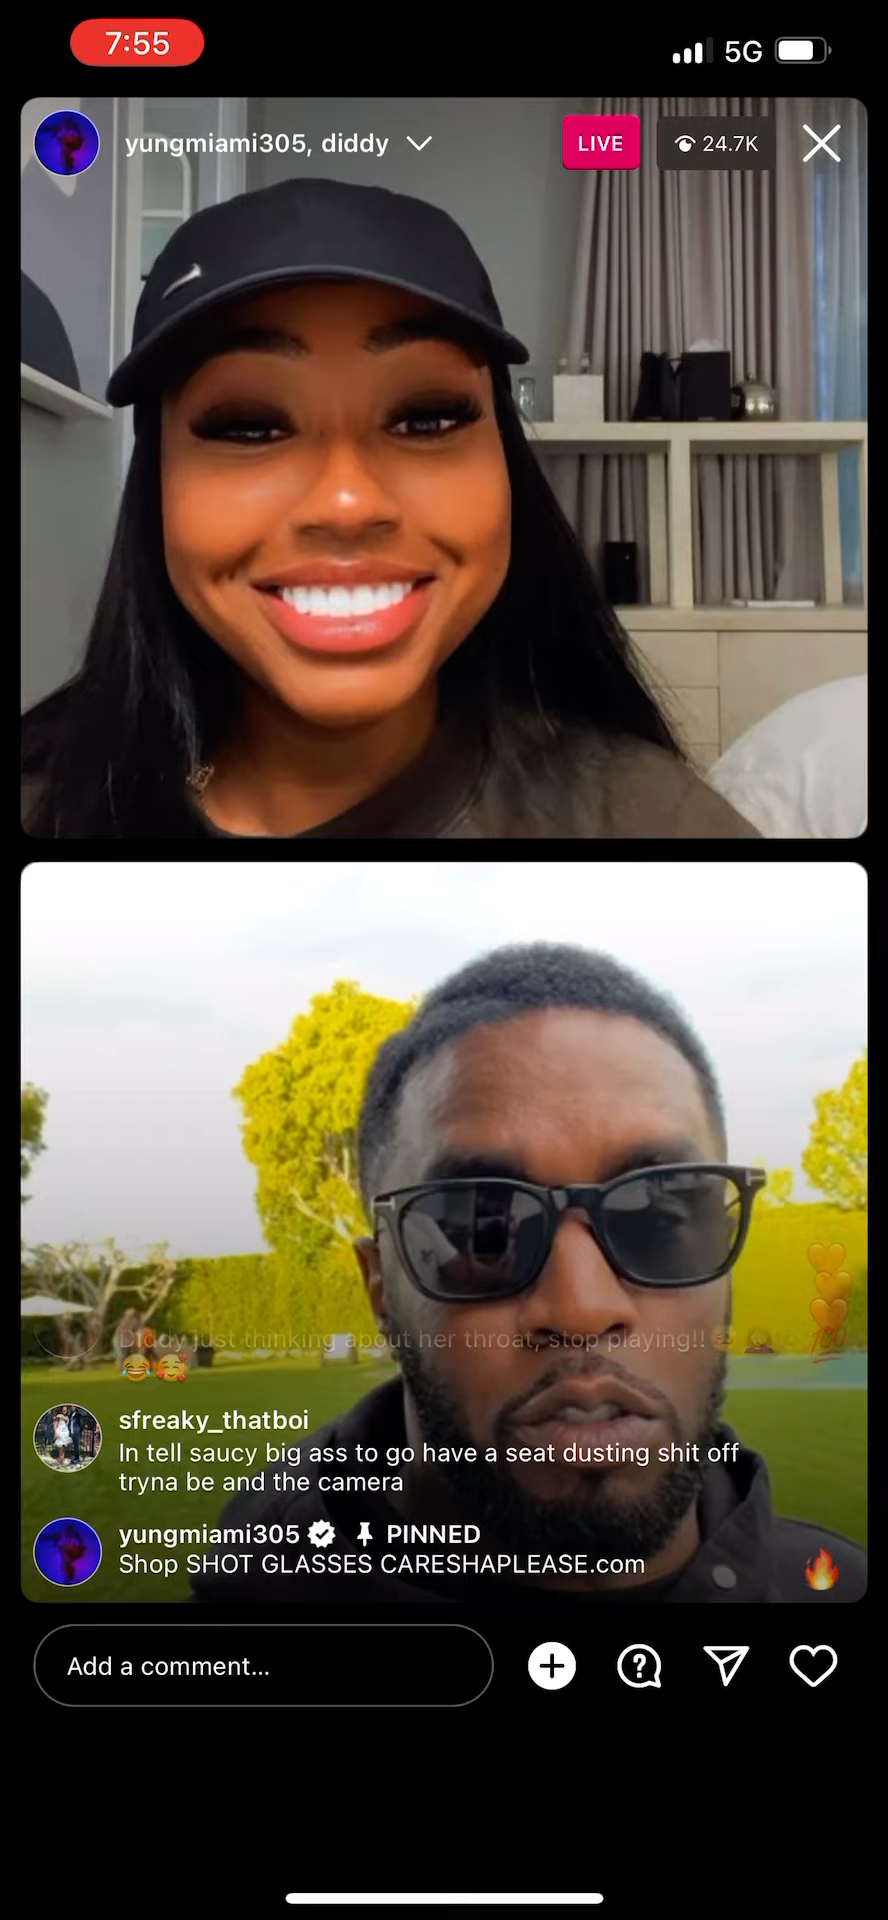 7:55
5G
yungmiami305, diddy
LIVE
24.7K
Diddy just thinking about her throat, stop playing!!
😂🥰
sfreaky_thatboi
In tell saucy big ass to go have a seat dusting shit off
tryna be and the camera
yungmiami305 PINNED
Shop SHOT GLASSES CARESHAPLEASE.com
Add a comment...